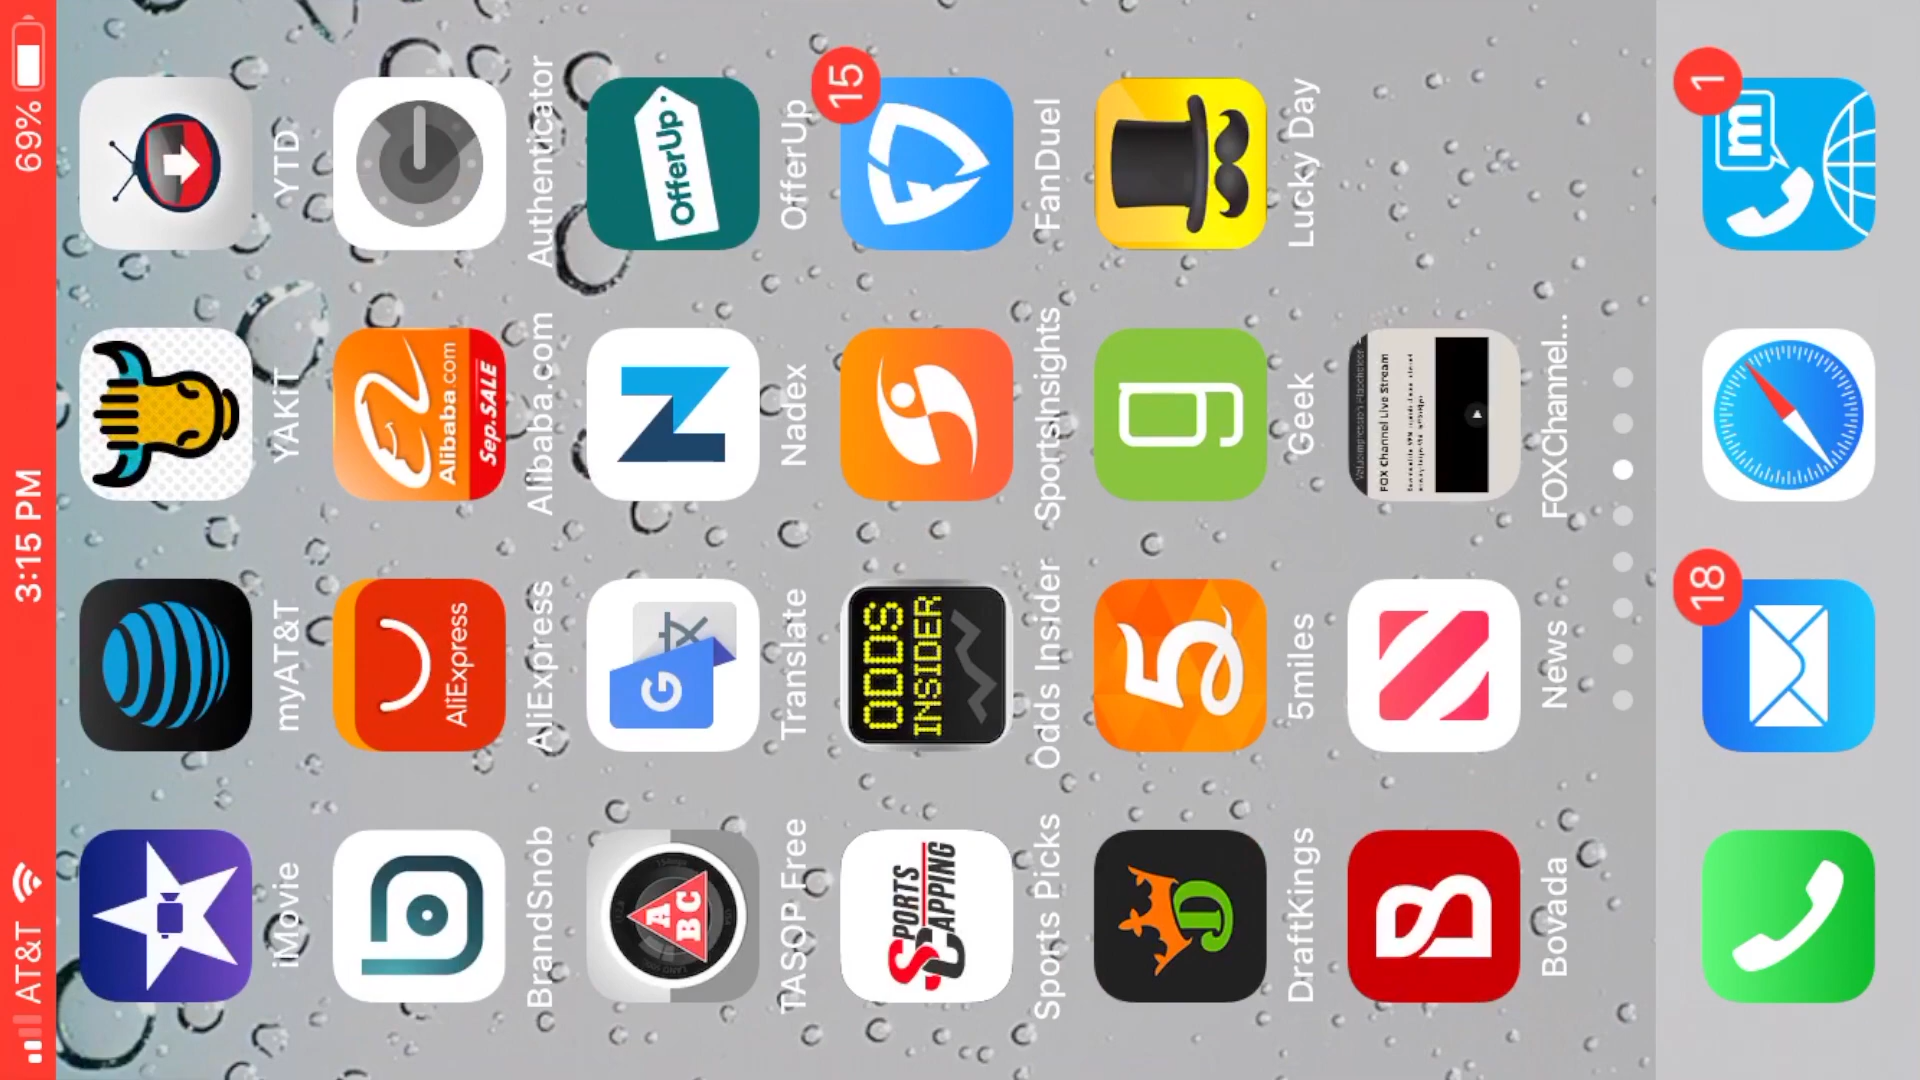 AT&T 3:15 PM 69%
iMovie myAT&T YAKiT YTD
AliExpress
Alibaba.com
Sep.SALE
BrandSnob AliExpress Alibaba.com Authenticator
A
BC
G
OfferUp
TASOP Free Translate Nadex OfferUp
SPORTS
CAPPING
ODDS
INSIDER
15
Sports Picks Odds Insider SportsInsights FanDuel
D
5
g
DraftKings 5miles Geek Lucky Day
B
FOX Channel Live Stream
Bovada News FOXChannel...
18
m
1